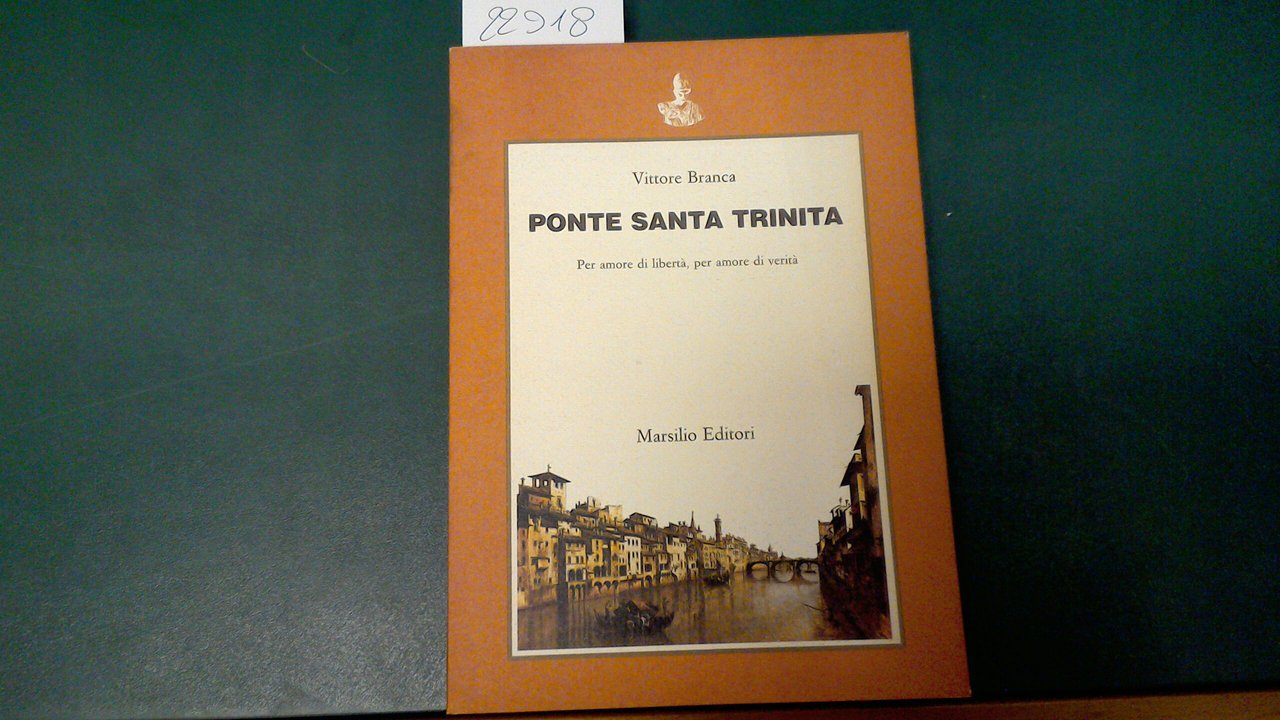 22918
Vittore Branca
PONTE SANTA TRINITA
Per amore di libertà, per amore di verità
Marsilio Editori